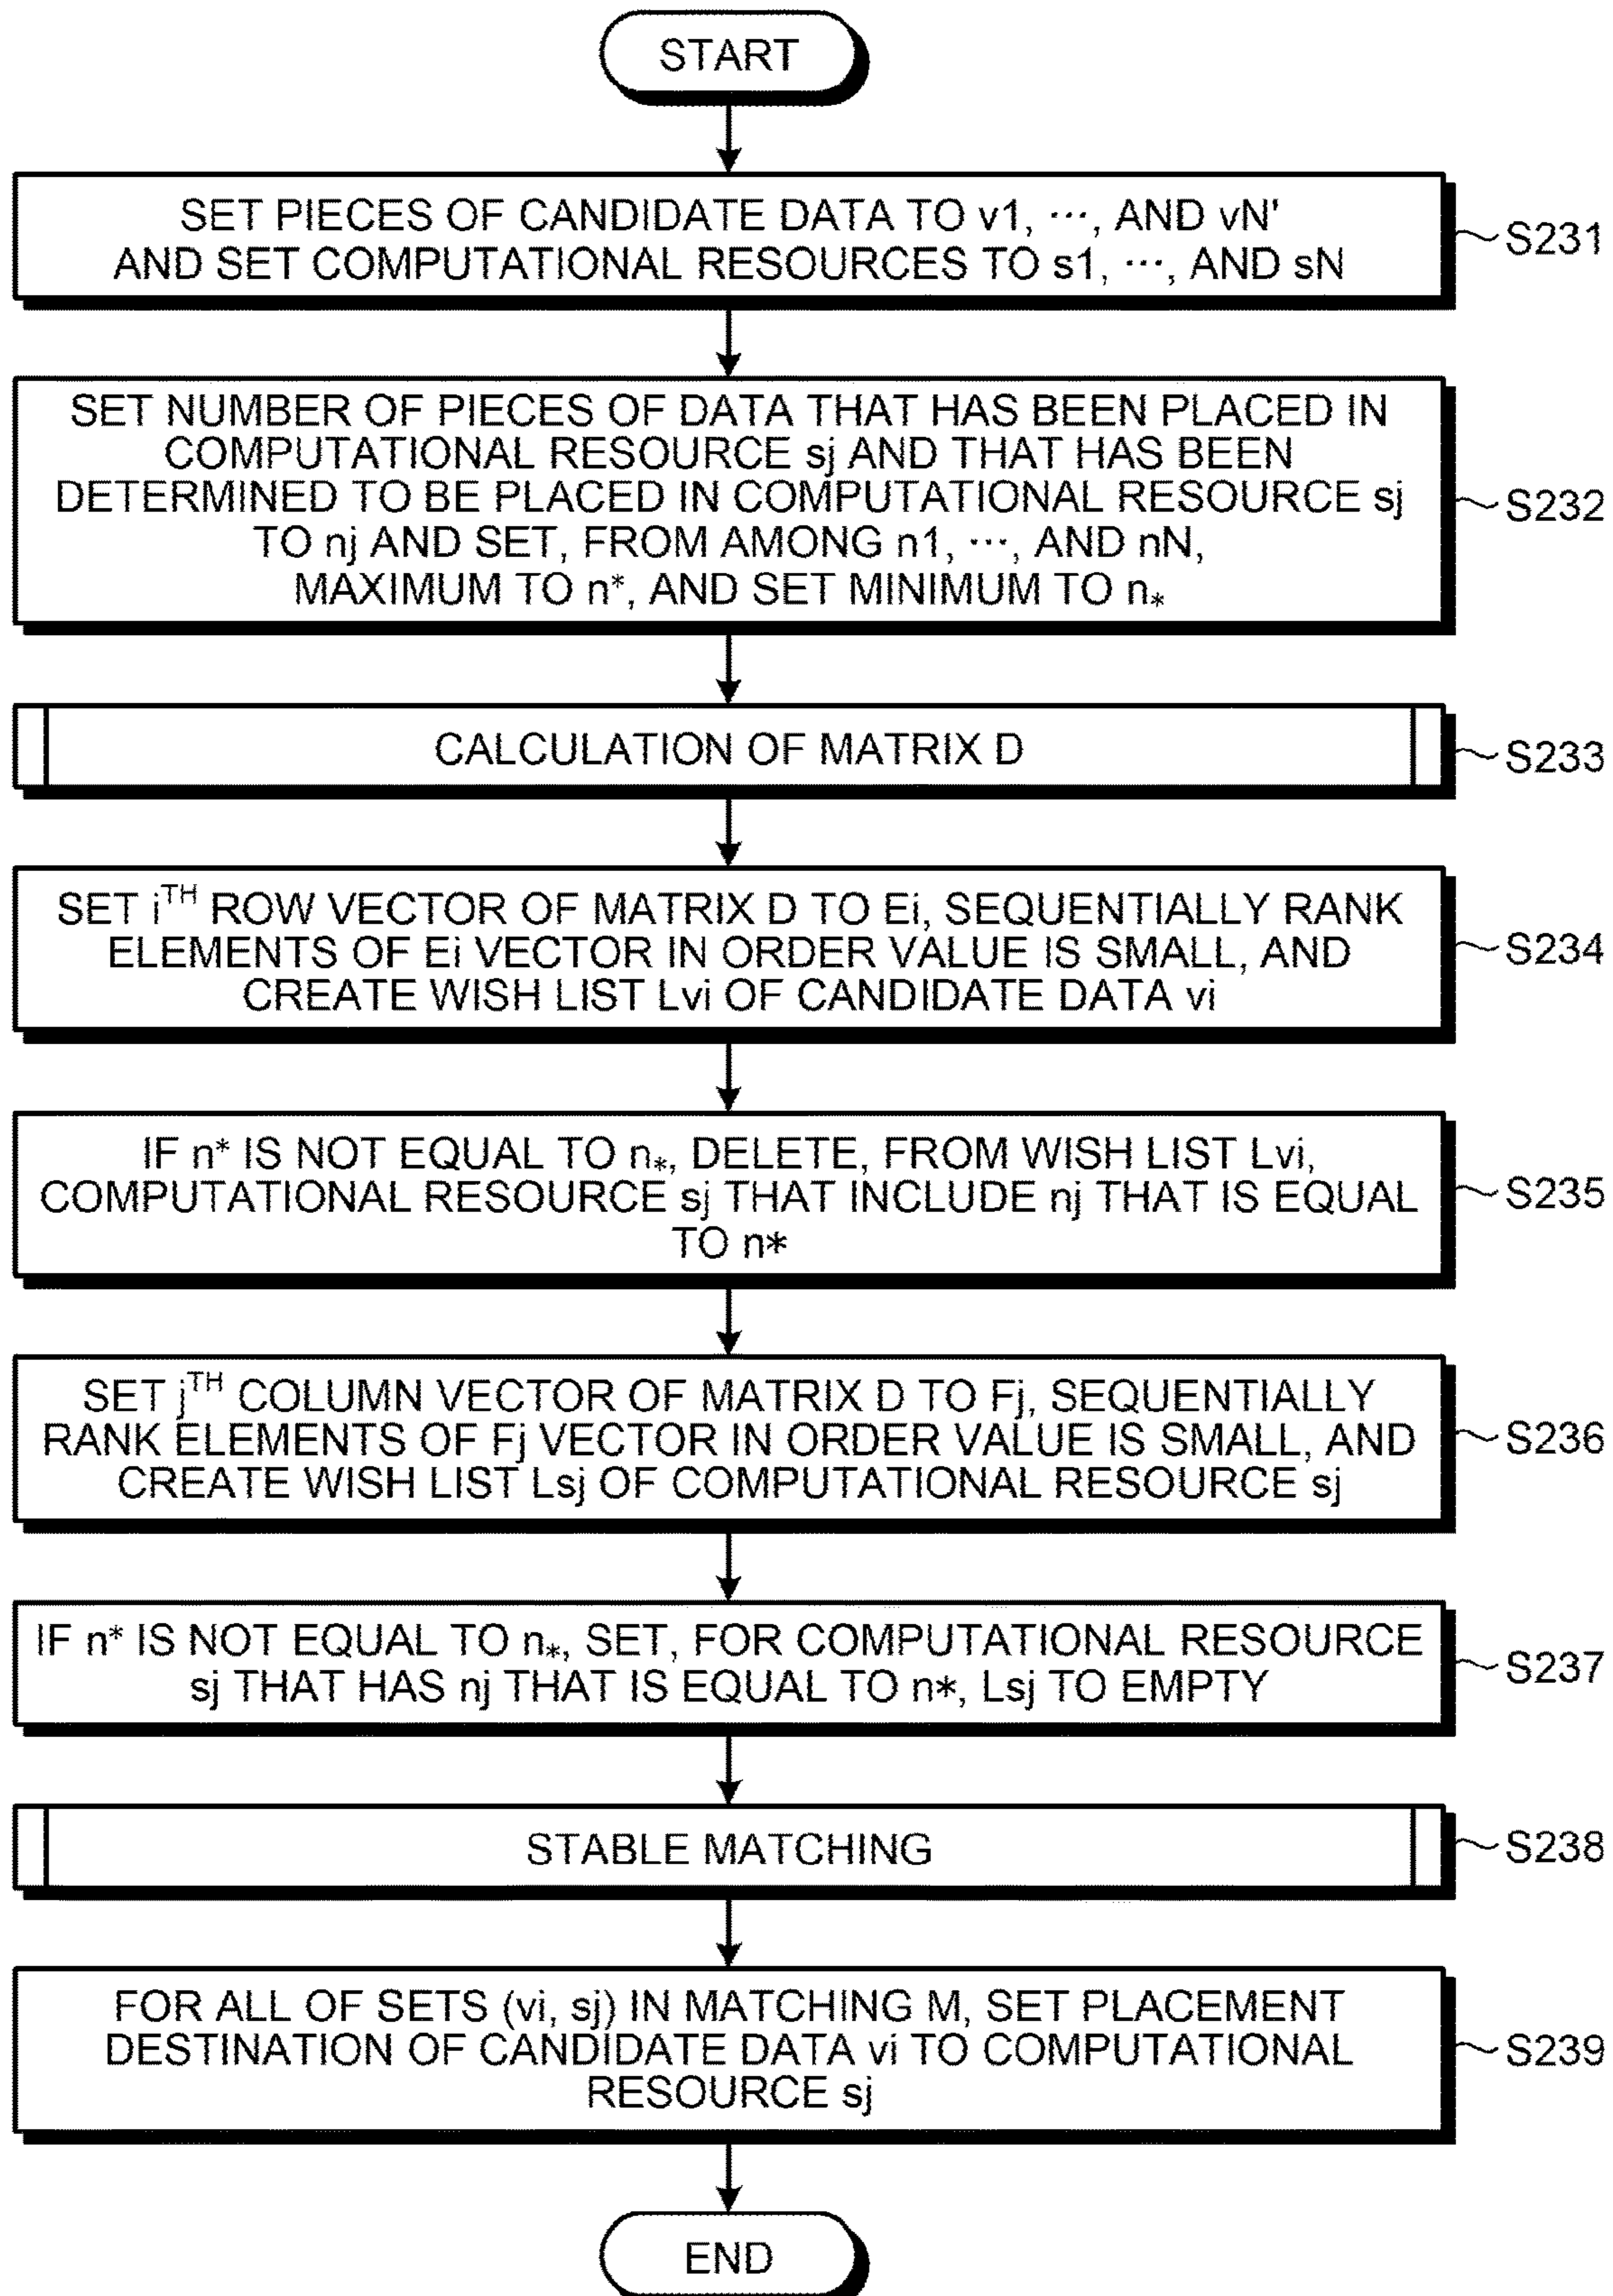 START
SET PIECES OF CANDIDATE DATA TO v1, ⋯, AND vN'
AND SET COMPUTATIONAL RESOURCES TO s1, ⋯, AND sN
S231
SET NUMBER OF PIECES OF DATA THAT HAS BEEN PLACED IN
COMPUTATIONAL RESOURCE sj AND THAT HAS BEEN
DETERMINED TO BE PLACED IN COMPUTATIONAL RESOURCE sj
TO nj AND SET, FROM AMONG n1, ⋯, AND nN,
MAXIMUM TO n*, AND SET MINIMUM TO n⁎
S232
CALCULATION OF MATRIX D
S233
SET iᵀᴴ ROW VECTOR OF MATRIX D TO Ei, SEQUENTIALLY RANK
ELEMENTS OF Ei VECTOR IN ORDER VALUE IS SMALL, AND
CREATE WISH LIST Lvi OF CANDIDATE DATA vi
S234
IF n* IS NOT EQUAL TO n⁎, DELETE, FROM WISH LIST Lvi,
COMPUTATIONAL RESOURCE sj THAT INCLUDE nj THAT IS EQUAL
TO n*
S235
SET jᵀᴴ COLUMN VECTOR OF MATRIX D TO Fj, SEQUENTIALLY
RANK ELEMENTS OF Fj VECTOR IN ORDER VALUE IS SMALL, AND
CREATE WISH LIST Lsj OF COMPUTATIONAL RESOURCE sj
S236
IF n* IS NOT EQUAL TO n⁎, SET, FOR COMPUTATIONAL RESOURCE
sj THAT HAS nj THAT IS EQUAL TO n*, Lsj TO EMPTY
S237
STABLE MATCHING
S238
FOR ALL OF SETS (vi, sj) IN MATCHING M, SET PLACEMENT
DESTINATION OF CANDIDATE DATA vi TO COMPUTATIONAL
RESOURCE sj
S239
END